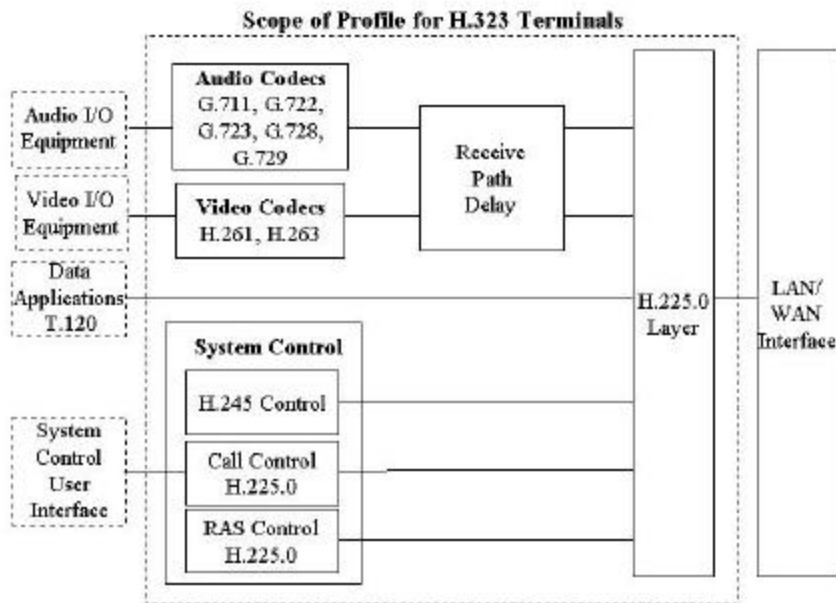 Scope of Profile for H.323 Terminals
Audio I/O
Equipment
Audio Codecs
G.711, G.722,
G.723, G.728,
G.729
Receive
Path
Delay
Video I/O
Equipment
Video Codecs
H.261, H.263
Data
Applications
T.120
H.225.0
Layer
LAN/
WAN
Interface
System Control
H.245 Control
System
Control
User
Interface
Call Control
H.225.0
RAS Control
H.225.0